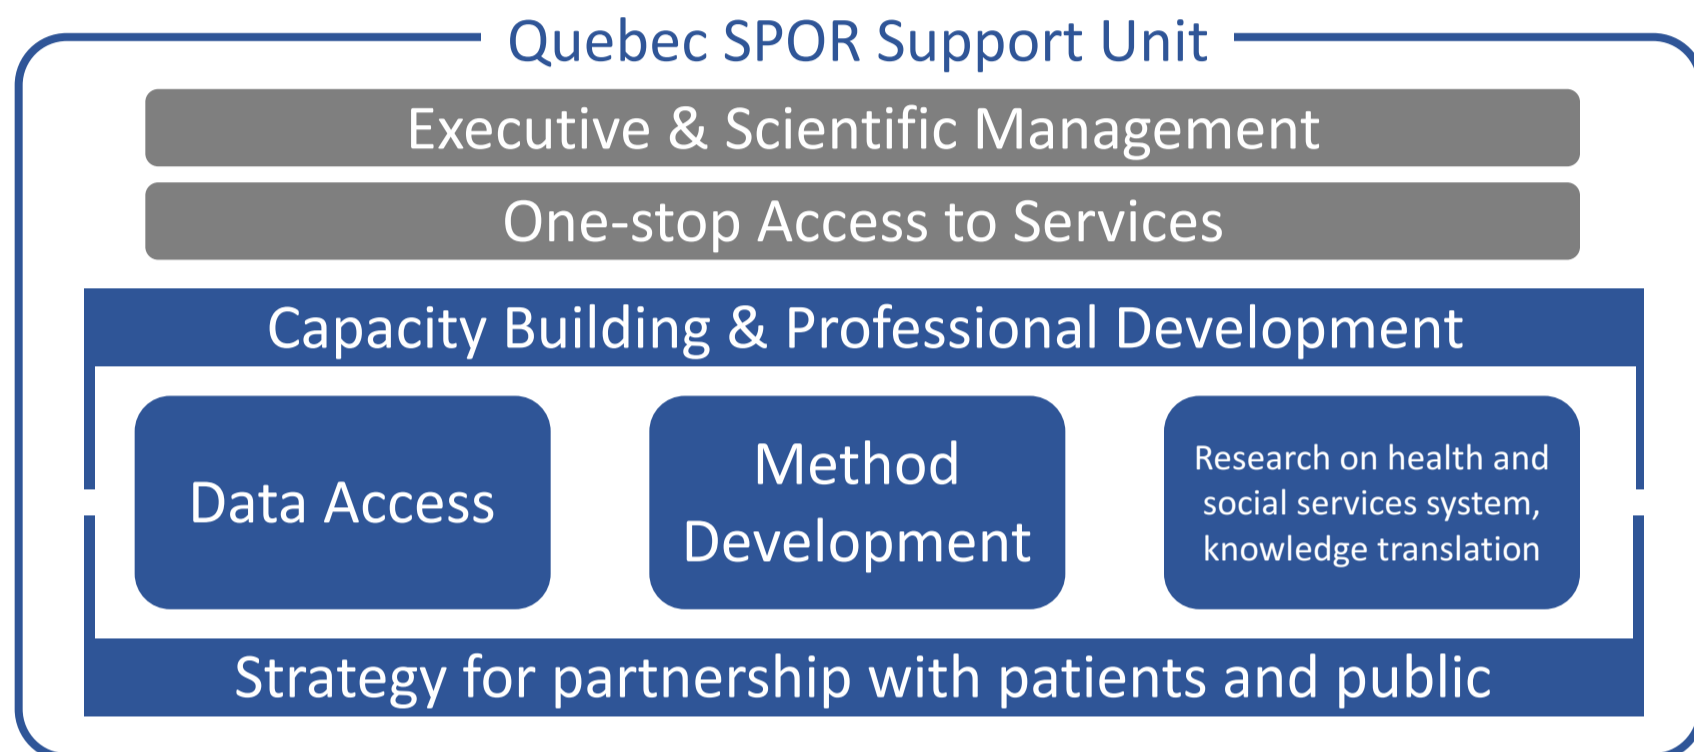 Quebec SPOR Support Unit
Executive & Scientific Management
One-stop Access to Services
Capacity Building & Professional Development
Data Access
Method
Development
Research on health and
social services system,
knowledge translation
Strategy for partnership with patients and public